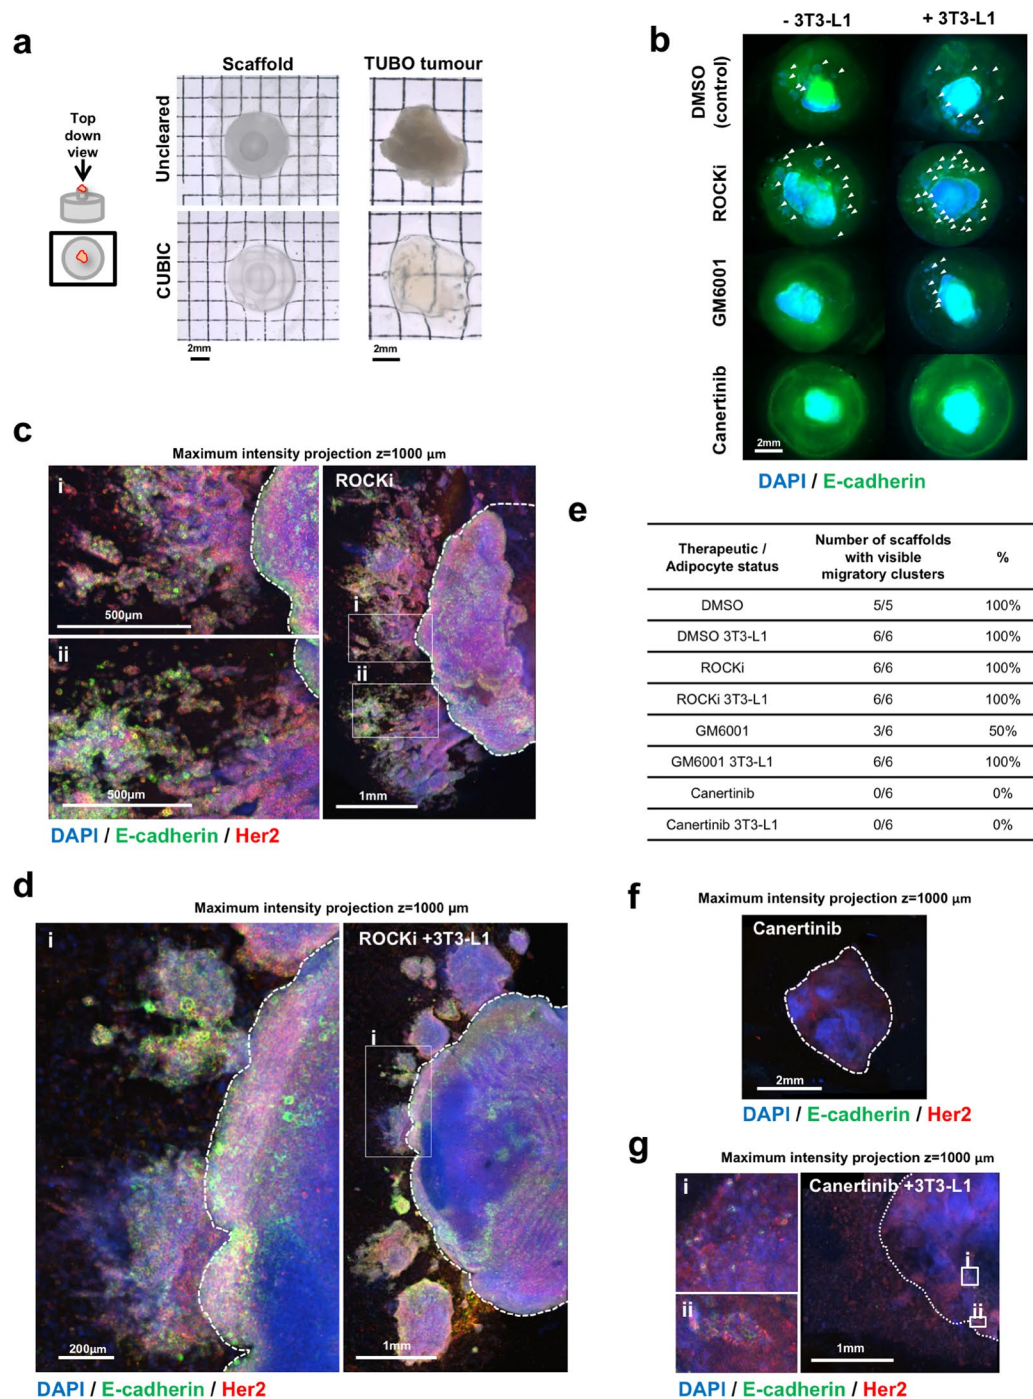 a
Scaffold
TUBO tumour
Top
down
view
Uncleared
CUBIC
2mm
2mm
b
- 3T3-L1
+ 3T3-L1
DMSO
(control)
ROCKi
GM6001
Canertinib
2mm
DAPI / E-cadherin
c
Maximum intensity projection z=1000 μm
i
500μm
ii
500μm
ROCKi
i
ii
1mm
DAPI / E-cadherin / Her2
d
Maximum intensity projection z=1000 μm
i
200μm
ROCKi +3T3-L1
i
1mm
DAPI / E-cadherin / Her2
e
Therapeutic / Adipocyte status Number of scaffolds with visible migratory clusters %
DMSO 5/5 100%
DMSO 3T3-L1 6/6 100%
ROCKi 6/6 100%
ROCKi 3T3-L1 6/6 100%
GM6001 3/6 50%
GM6001 3T3-L1 6/6 100%
Canertinib 0/6 0%
Canertinib 3T3-L1 0/6 0%
f
Maximum intensity projection z=1000 μm
Canertinib
2mm
DAPI / E-cadherin / Her2
g
Maximum intensity projection z=1000 μm
i
ii
Canertinib +3T3-L1
i
ii
1mm
DAPI / E-cadherin / Her2